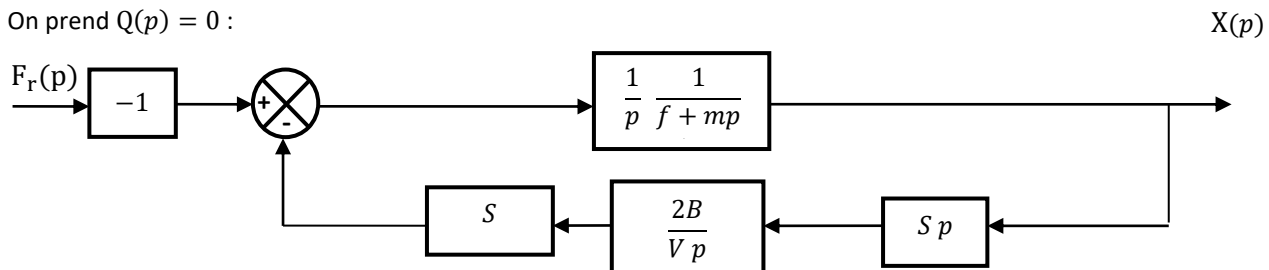 On prend Q(p) = 0 :
X(p)
F_r(p)
−1
+
-
1/p 1/(f + mp)
S
2B/(V p)
S p